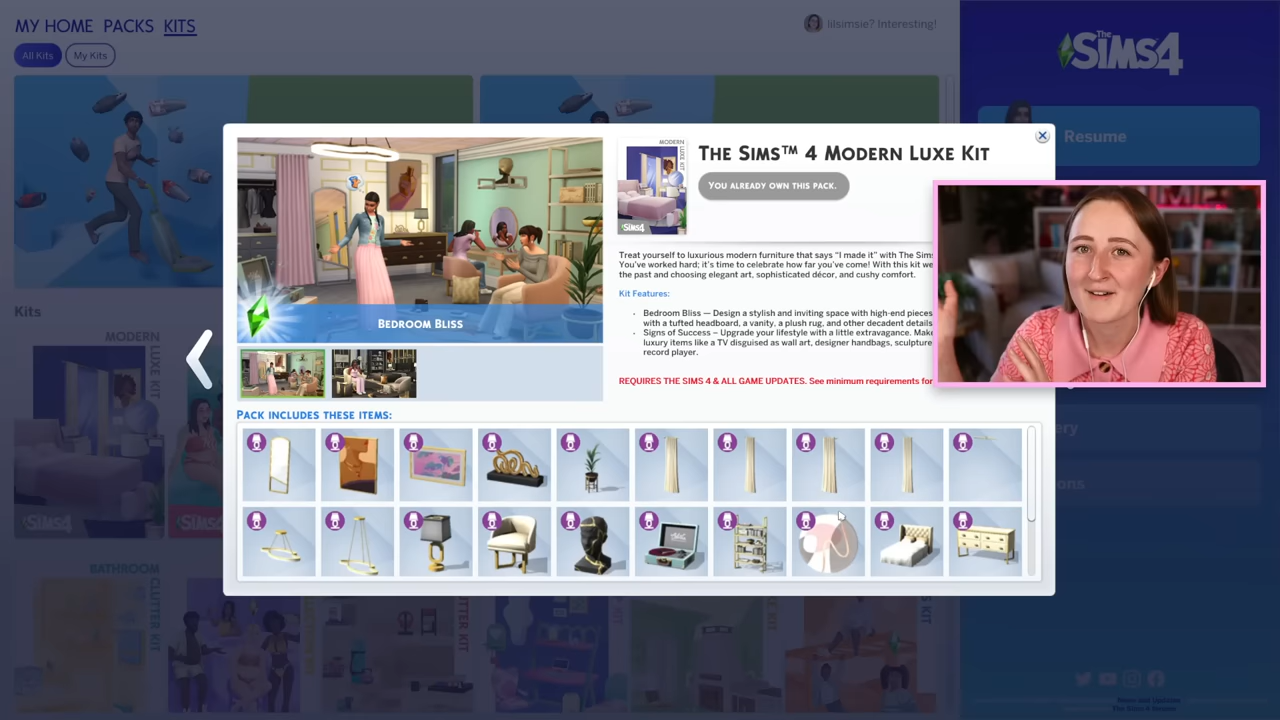 MY HOME PACKS KITS
lilsimsie? Interesting!
All Kits My Kits
THE SIMS4
Resume
MODERN LUXE KIT
SIMS4
BEDROOM BLISS
THE SIMS™ 4 MODERN LUXE KIT
YOU ALREADY OWN THIS PACK.
Treat yourself to luxurious modern furniture that says “I made it” with The Sims
You've worked hard; it's time to celebrate how far you've come! With this kit we
the past and choosing elegant art, sophisticated décor, and cushy comfort.
Kit Features:
• Bedroom Bliss — Design a stylish and inviting space with high-end pieces
with a tufted headboard, a vanity, a plush rug, and other decadent details
• Signs of Success – Upgrade your lifestyle with a little extravagance. Make
luxury items like a TV disguised as wall art, designer handbags, sculpture
record player.
REQUIRES THE SIMS 4 & ALL GAME UPDATES. See minimum requirements for
PACK INCLUDES THESE ITEMS:
Kits
MODERN
LUXE KIT
SIMS4
BATHROOM
CLUTTER KIT